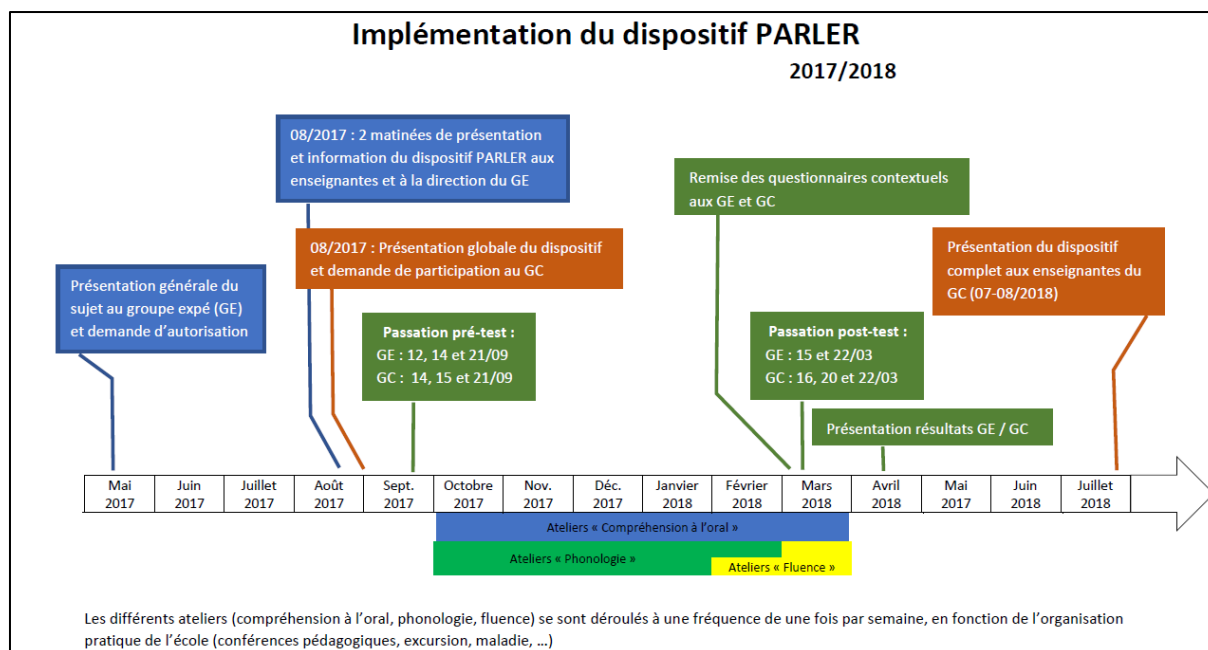 Implémentation du dispositif PARLER
2017/2018
08/2017 : 2 matinées de présentation
et information du dispositif PARLER aux
enseignantes et à la direction du GE
Remise des questionnaires contextuels
aux GE et GC
08/2017 : Présentation globale du dispositif
et demande de participation au GC
Présentation du dispositif
complet aux enseignantes du
GC (07-08/2018)
Présentation générale du
sujet au groupe expé (GE)
et demande d'autorisation
Passation pré-test :
GE : 12, 14 et 21/09
GC : 14, 15 et 21/09
Passation post-test :
GE : 15 et 22/03
GC : 16, 20 et 22/03
Présentation résultats GE / GC
Mai Juin Juillet Août Sept. Octobre Nov. Déc. Janvier Février Mars Avril Mai Juin Juillet
2017 2017 2017 2017 2017 2017 2017 2017 2018 2018 2018 2018 2017 2018 2018
Ateliers « Compréhension à l'oral »
Ateliers « Phonologie »
Ateliers « Fluence »
Les différents ateliers (compréhension à l'oral, phonologie, fluence) se sont déroulés à une fréquence de une fois par semaine, en fonction de l'organisation
pratique de l'école (conférences pédagogiques, excursion, maladie, …)